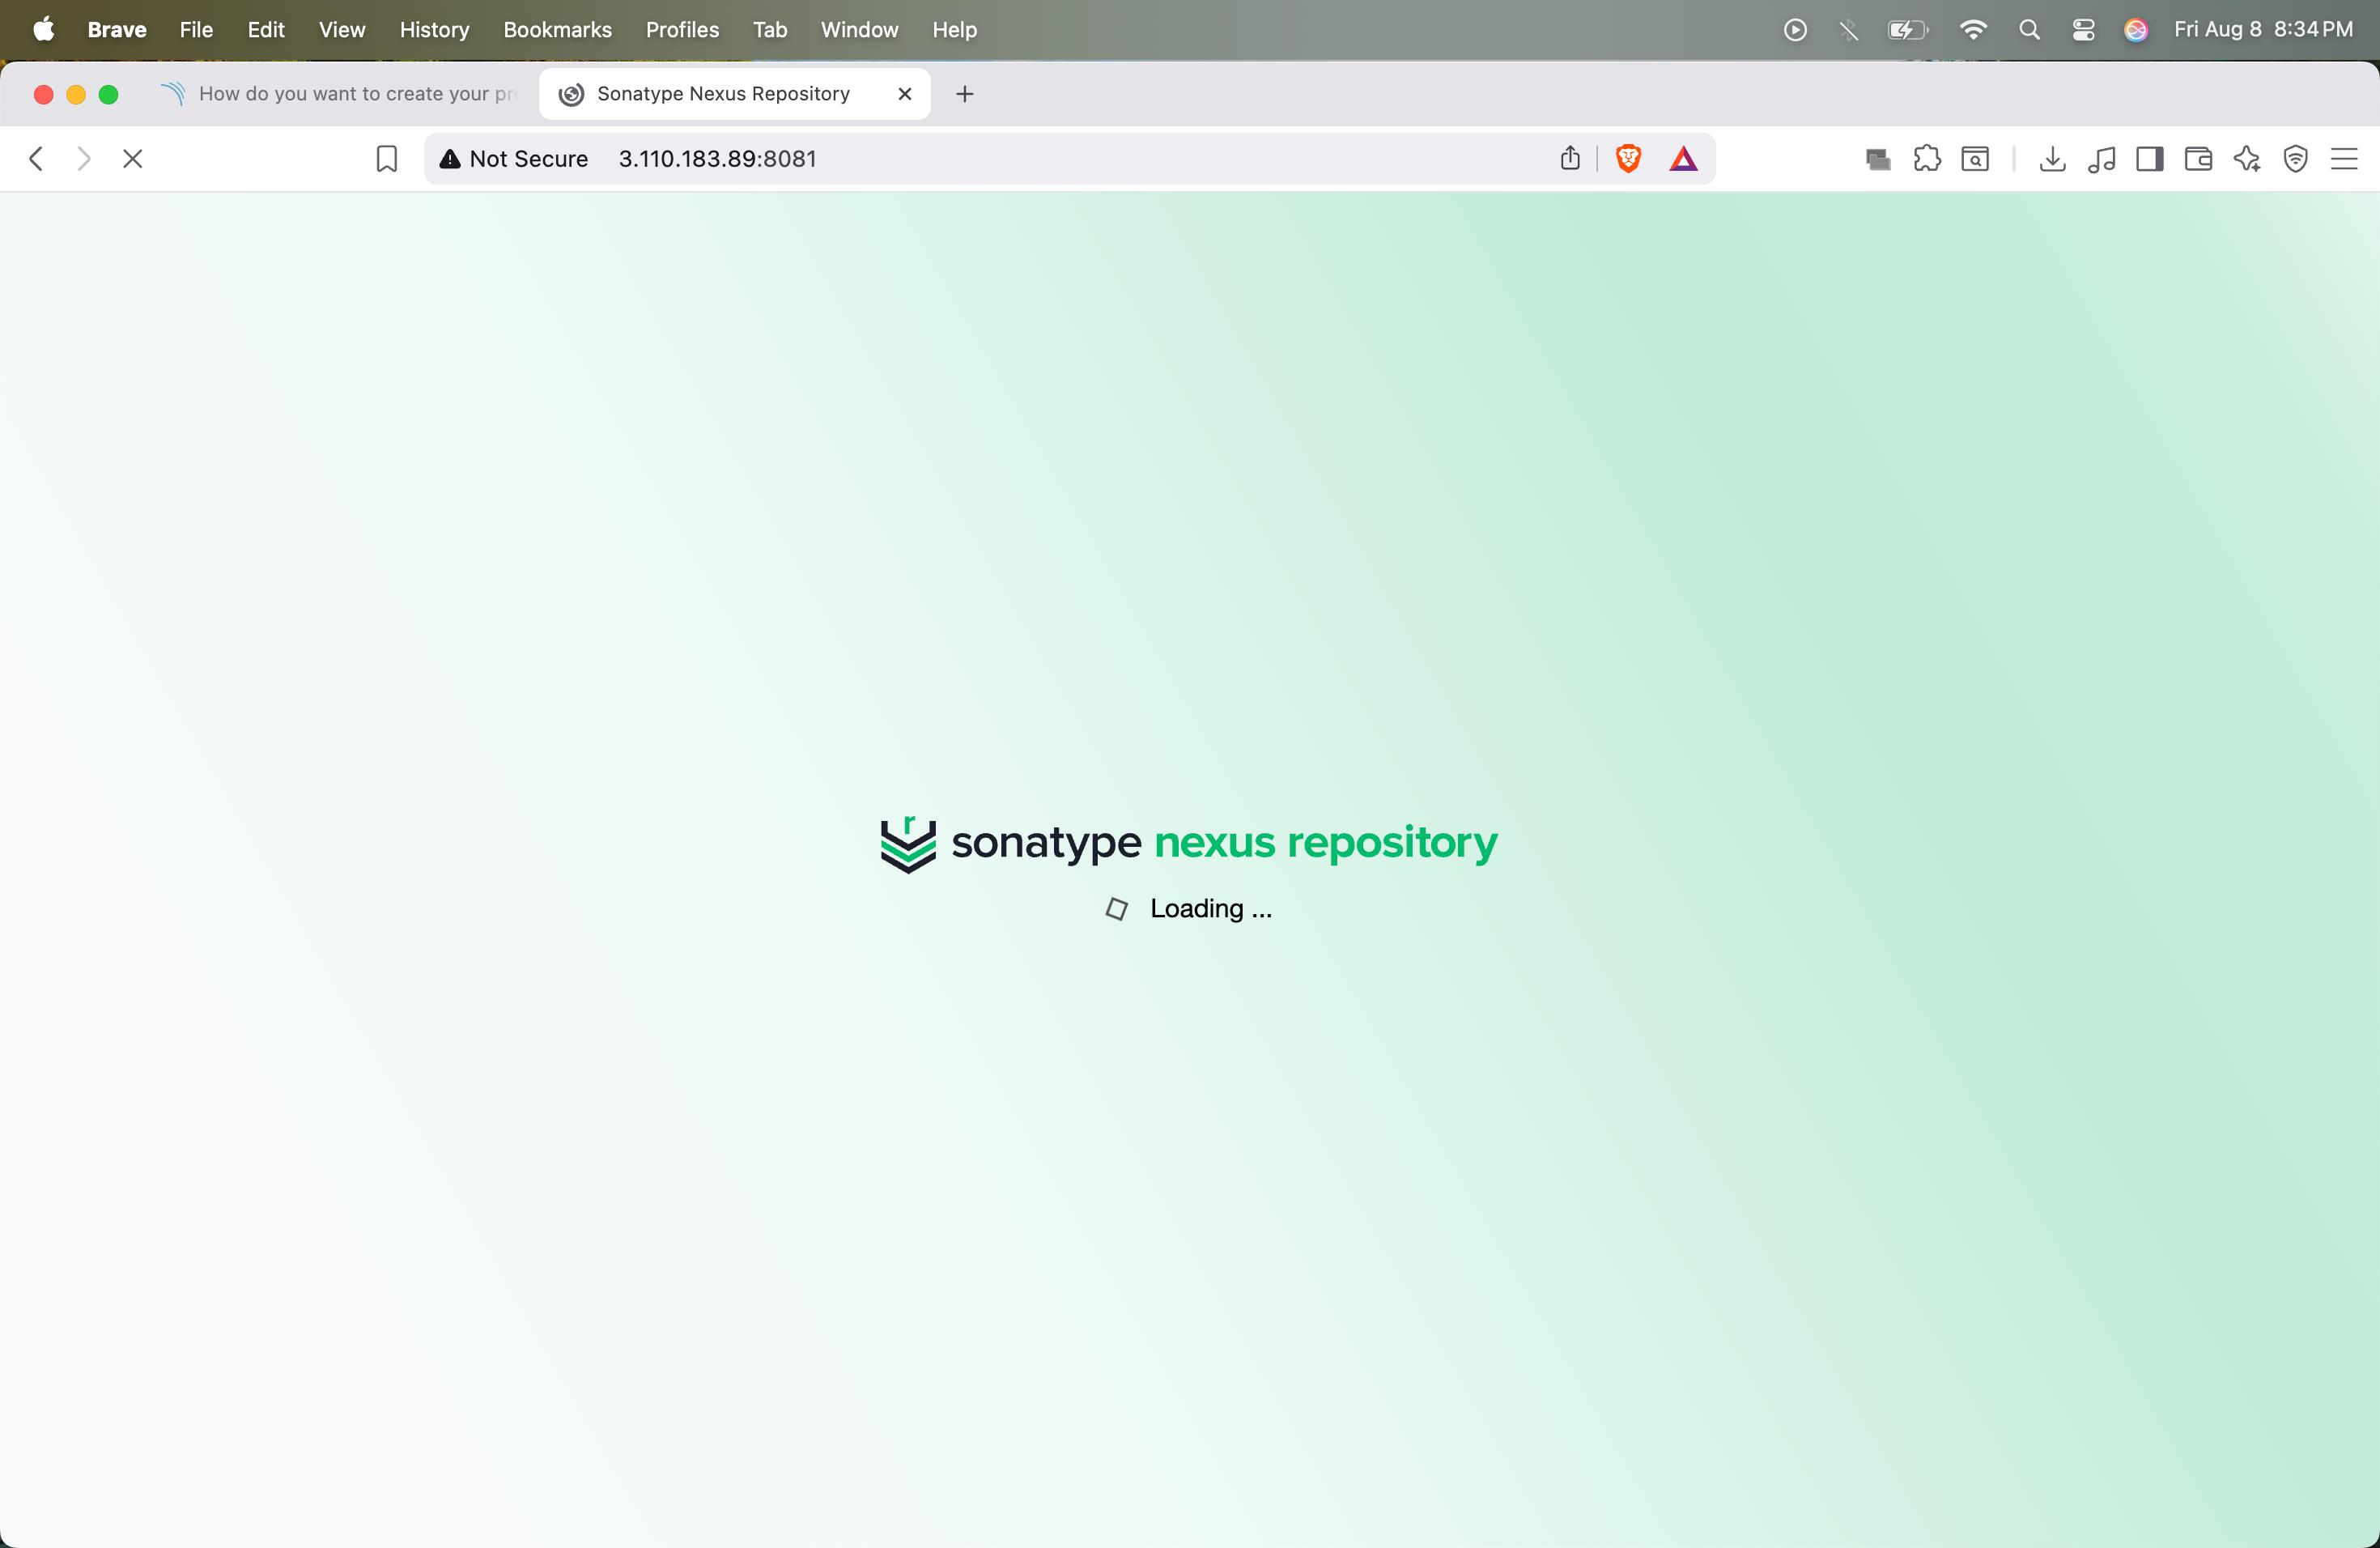 Brave File Edit View History Bookmarks Profiles Tab Window Help Fri Aug 8 8:34 PM
How do you want to create your pr Sonatype Nexus Repository
Not Secure 3.110.183.89:8081
sonatype nexus repository
Loading ...